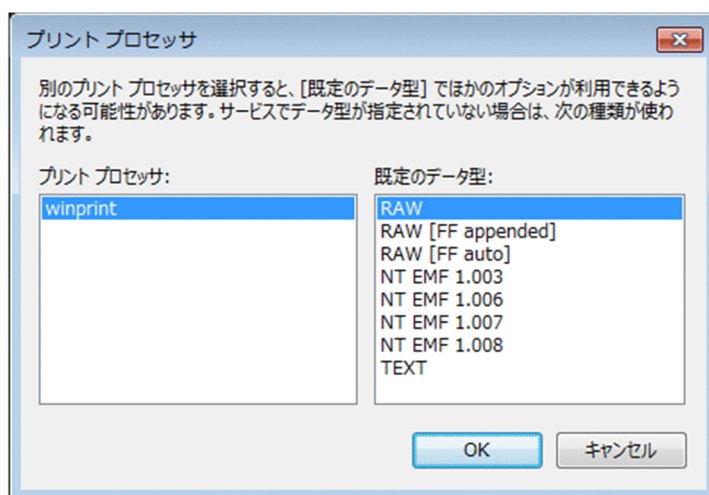 プリント プロセッサ
別のプリント プロセッサを選択すると、[既定のデータ型] でほかのオプションが利用できるよう
になる可能性があります。サービスでデータ型が指定されていない場合は、次の種類が使わ
れます。
プリント プロセッサ:
winprint
既定のデータ型:
RAW
RAW [FF appended]
RAW [FF auto]
NT EMF 1.003
NT EMF 1.006
NT EMF 1.007
NT EMF 1.008
TEXT
OK
キャンセル